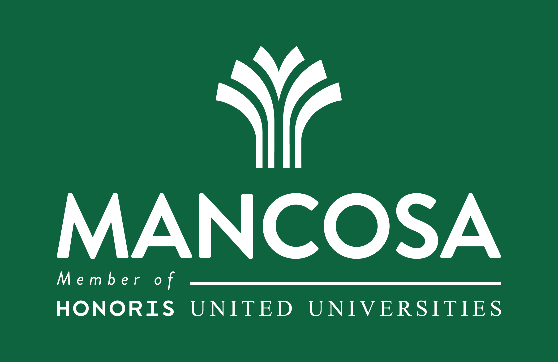 MANCOSA
Member of
HONORIS UNITED UNIVERSITIES